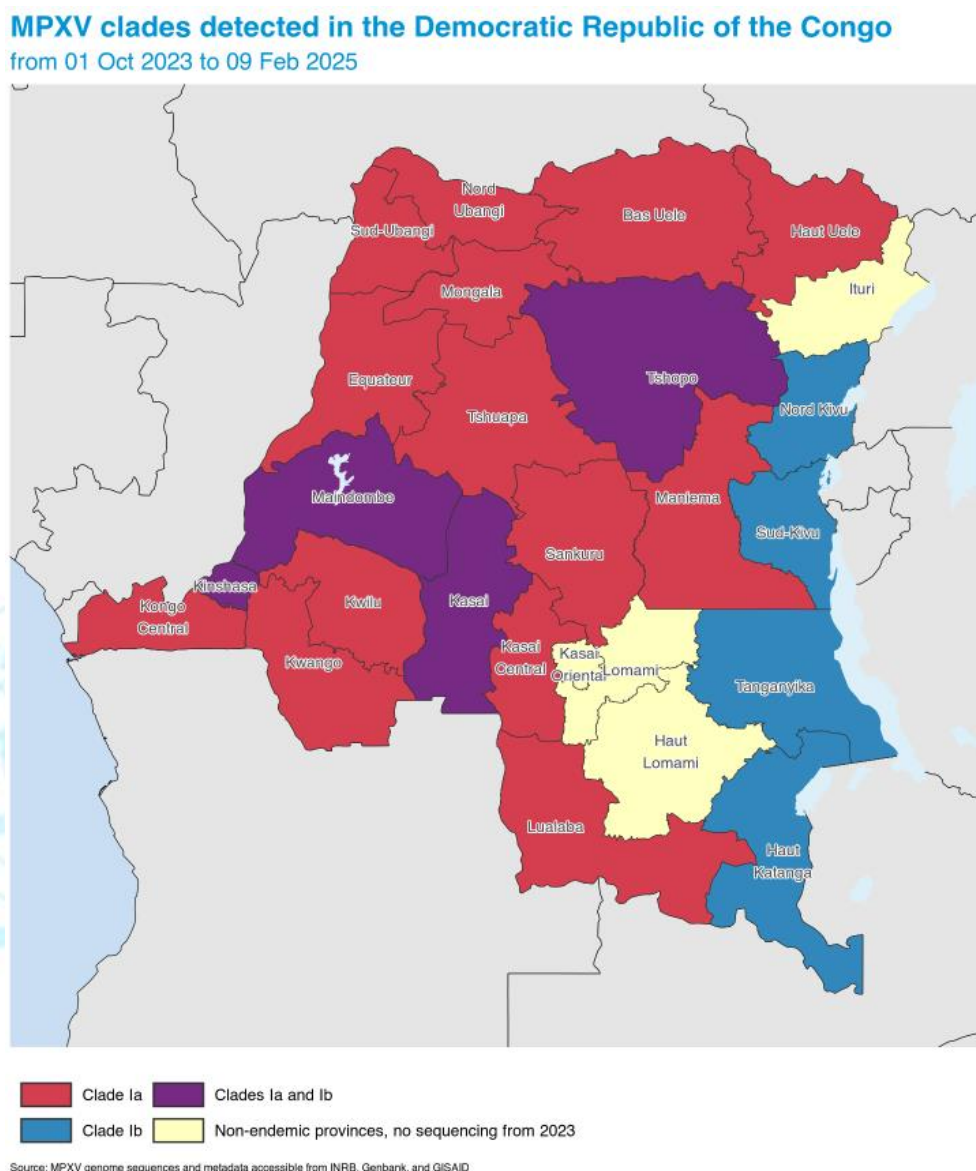 MPXV clades detected in the Democratic Republic of the Congo
from 01 Oct 2023 to 09 Feb 2025
Nord
Ubangi
Sud-Ubangi
Bas Uele
Haut Uele
Mongala
Ituri
Equateur
Tshopo
Tshuapa
Nord Kivu
Maindombe
Maniema
Sankuru
Sud-Kivu
Kinshasa
Kongo
Central
Kwilu
Kasai
Kwango
Kasai
Central
Kasai
Oriental
Lomami
Tanganyika
Haut
Lomami
Lualaba
Haut
Katanga
Clade Ia
Clades Ia and Ib
Clade Ib
Non-endemic provinces, no sequencing from 2023
Source: MPXV genome sequences and metadata accessible from INRB, Genbank, and GISAID